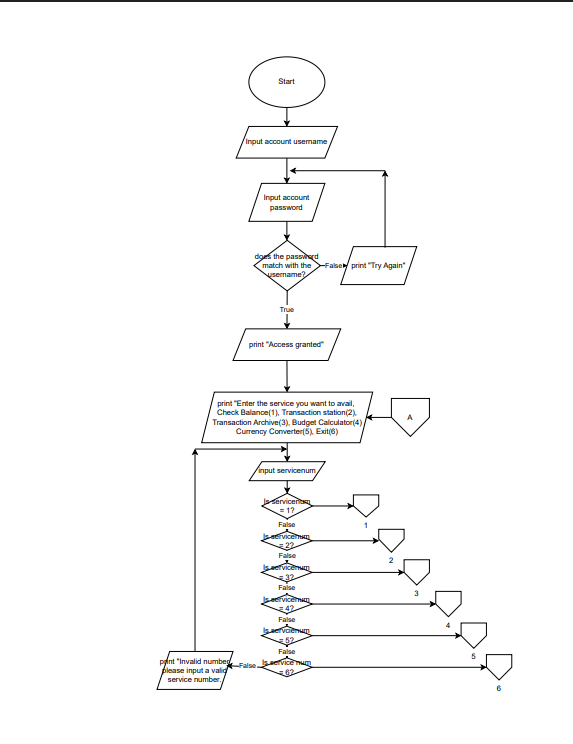 Start
Input account username
Input account
password
does the password
match with the
username?
False
print "Try Again"
True
print "Access granted"
print "Enter the service you want to avail,
Check Balance(1), Transaction station(2),
Transaction Archive(3), Budget Calculator(4)
Currency Converter(5), Exit(6)
A
input servicenum
Is servicenum
= 1?
1
False
Is servicenum
= 2?
2
False
Is servicenum
= 3?
3
False
Is servicenum
= 4?
4
False
Is servicenum
= 5?
5
False
Is service num
= 6?
6
False
print "Invalid number,
please input a valid
service number.